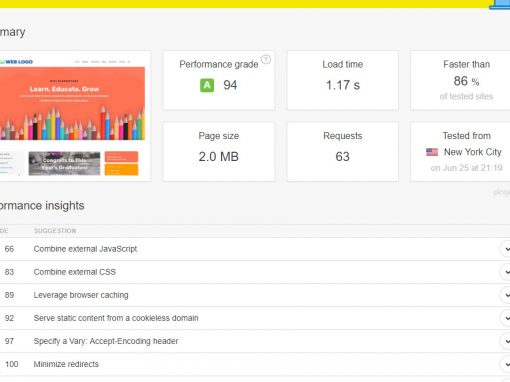 mmary
WEB LOGO
Learn. Educate. Grow
Congrats to This
Year's Graduates!
Performance grade ?
A 94
Load time
1.17 s
Faster than
86 %
of tested sites
Page size
2.0 MB
Requests
63
Tested from
New York City
on Jun 25 at 21:19
ormance insights
DE SUGGESTION
66 Combine external JavaScript
83 Combine external CSS
89 Leverage browser caching
92 Serve static content from a cookieless domain
97 Specify a Vary: Accept-Encoding header
100 Minimize redirects